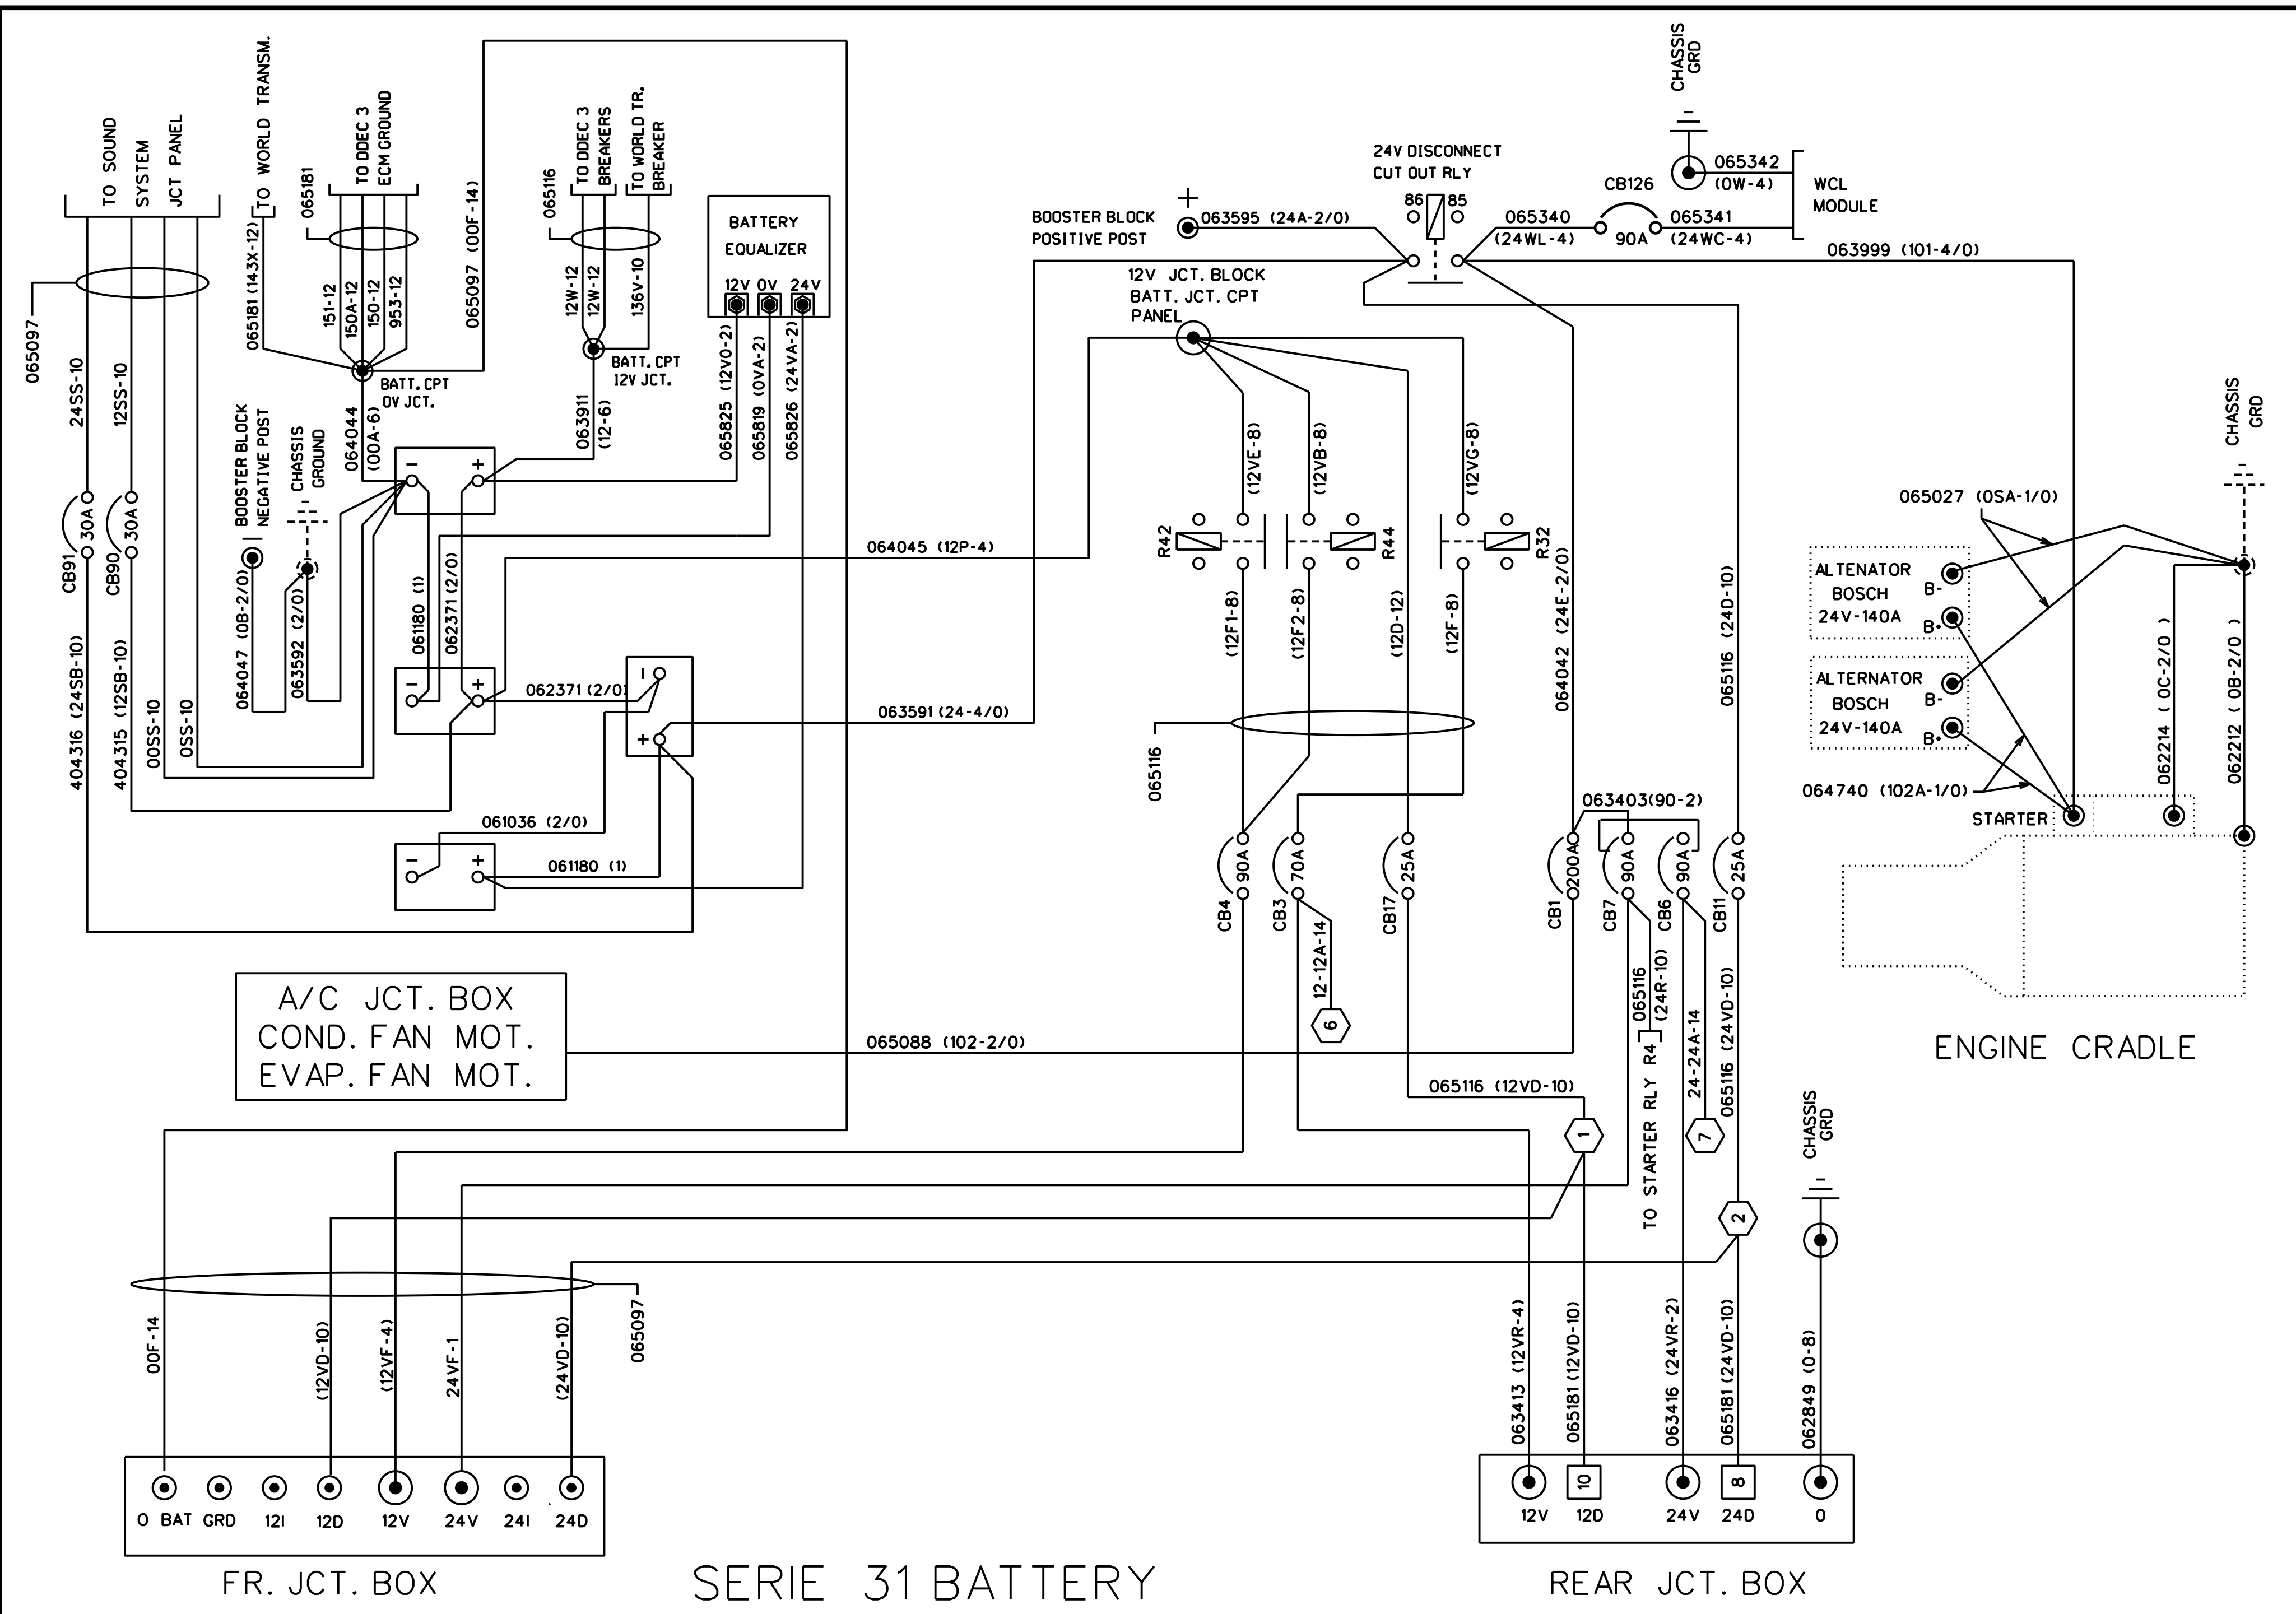 TO SOUND
SYSTEM
JCT PANEL
TO WORLD TRANSM.
065181
TO DDEC 3
ECM GROUND
065097 (00F-14)
065116
TO DDEC 3
BREAKERS
TO WORLD TR.
BREAKER
065097
24SS-10
12SS-10
065181 (143X-12)
151-12
150A-12
150-12
953-12
12W-12
12W-12
136V-10
BATTERY
EQUALIZER
12V 0V 24V
BATT. CPT
0V JCT.
BATT. CPT
12V JCT.
065825 (12V0-2)
065819 (0VA-2)
065826 (24VA-2)
BOOSTER BLOCK
NEGATIVE POST
CHASSIS
GROUND
064044
(00A-6)
063911
(12-6)
- +
CB91
30A
CB90
30A
404316 (24SB-10)
404315 (12SB-10)
00SS-10
0SS-10
064047 (0B-2/0)
063592 (2/0)
061180 (1)
062371 (2/0)
064045 (12P-4)
- +
062371 (2/0)
-
+
063591 (24-4/0)
061036 (2/0)
- +
061180 (1)
+
BOOSTER BLOCK
POSITIVE POST
063595 (24A-2/0)
24V DISCONNECT
CUT OUT RLY
86 85
12V JCT. BLOCK
BATT. JCT. CPT
PANEL
CHASSIS
GRD
CB126
90A
065340
(24WL-4)
065341
(24WC-4)
065342
(0W-4)
WCL
MODULE
063999 (101-4/0)
(12VE-8)
(12VB-8)
(12VG-8)
R42
R44
R32
(12F1-8)
(12F2-8)
(12D-12)
(12F-8)
064042 (24E-2/0)
065116 (24D-10)
065116
063403(90-2)
CB4
90A
CB3
70A
CB17
25A
CB1
200A
CB7
90A
CB6
90A
CB11
25A
12-12A-14
6
065116
(24R-10)
TO STARTER RLY R4
24-24A-14
7
065116 (24VD-10)
065116 (12VD-10)
1
2
CHASSIS
GRD
065027 (0SA-1/0)
ALTENATOR
BOSCH
24V-140A
B-
B+
ALTERNATOR
BOSCH
24V-140A
B-
B+
064740 (102A-1/0)
STARTER
062214 ( 0C-2/0 )
062212 ( 0B-2/0 )
CHASSIS
GRD
ENGINE CRADLE
A/C JCT. BOX
COND. FAN MOT.
EVAP. FAN MOT.
065088 (102-2/0)
00F-14
(12VD-10)
(12VF-4)
24VF-1
(24VD-10)
065097
0 BAT GRD 12I 12D 12V 24V 24I 24D
FR. JCT. BOX
SERIE 31 BATTERY
063413 (12VR-4)
065181 (12VD-10)
063416 (24VR-2)
065181 (24VD-10)
062849 (0-8)
10
8
12V 12D 24V 24D 0
REAR JCT. BOX